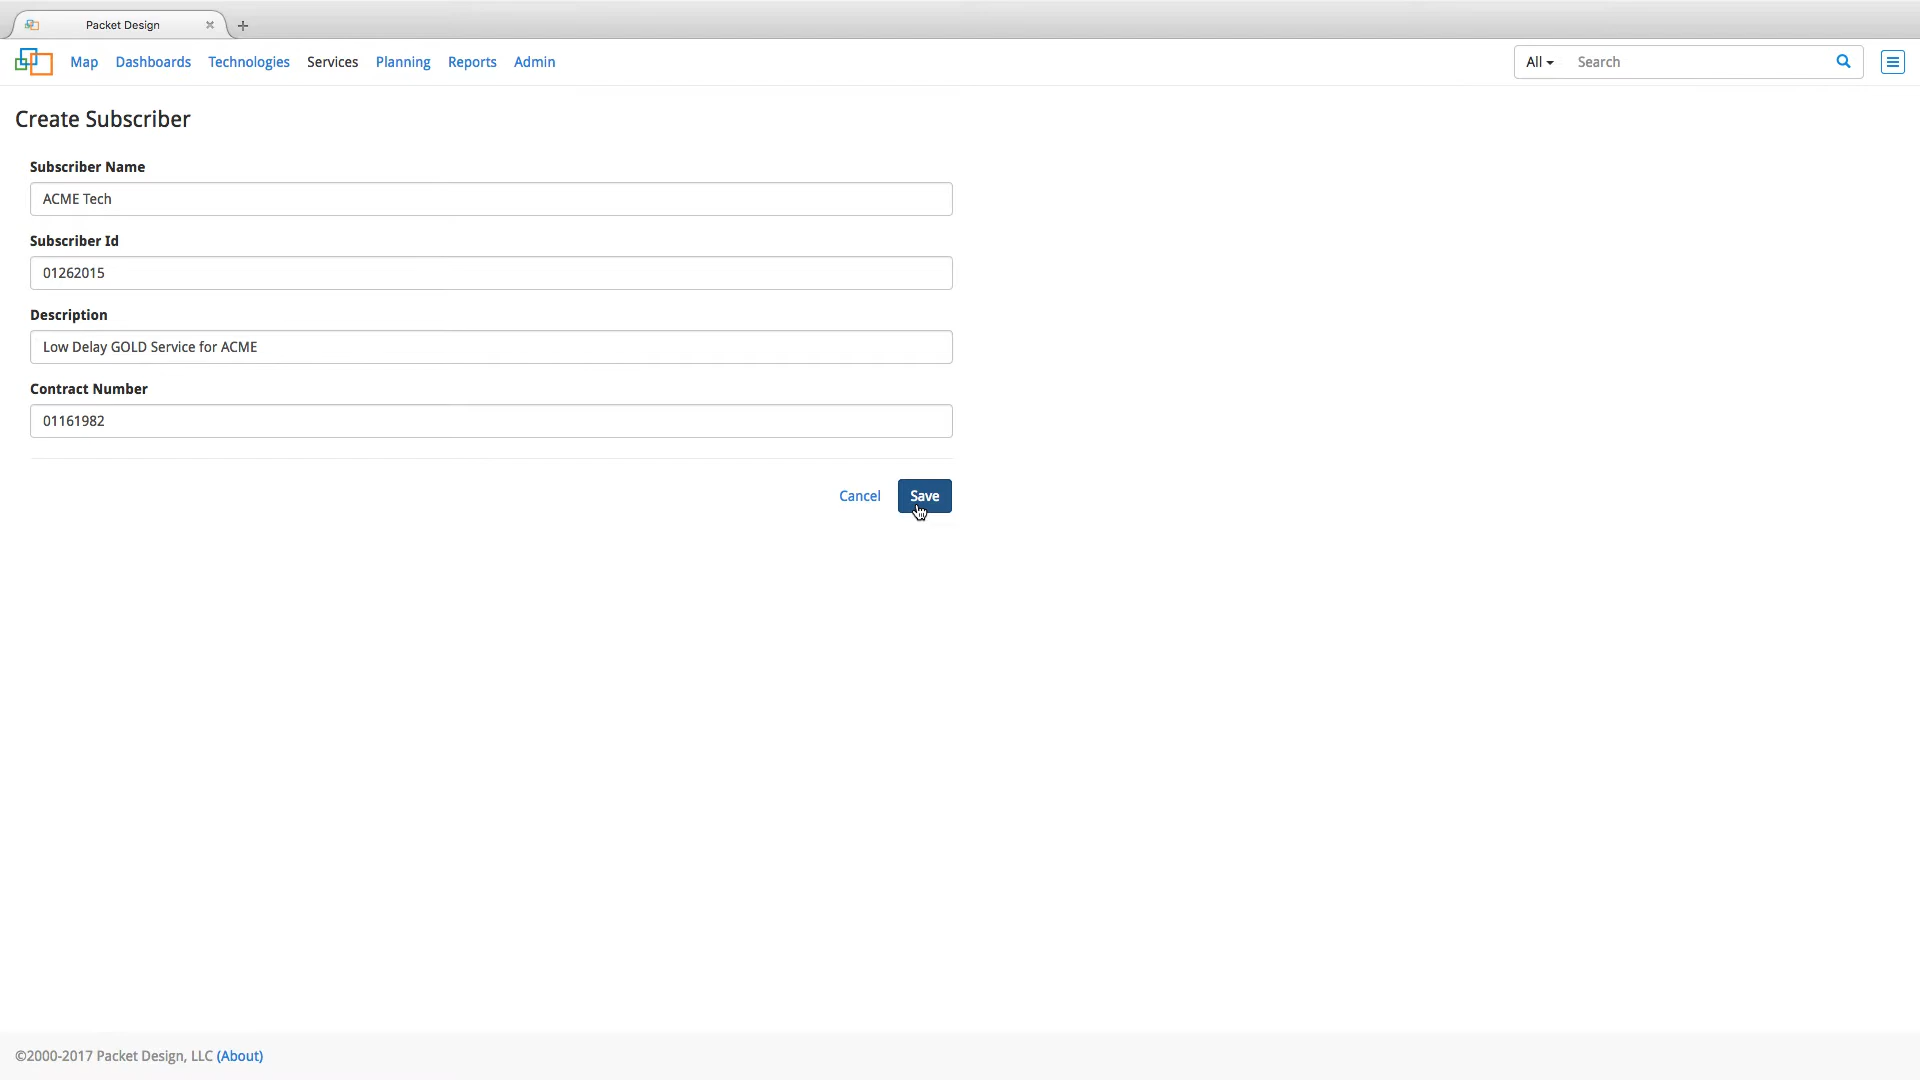 Packet Design
Map Dashboards Technologies Services Planning Reports Admin All Search
Create Subscriber
Subscriber Name
ACME Tech
Subscriber Id
01262015
Description
Low Delay GOLD Service for ACME
Contract Number
01161982
Cancel Save
©2000-2017 Packet Design, LLC (About)